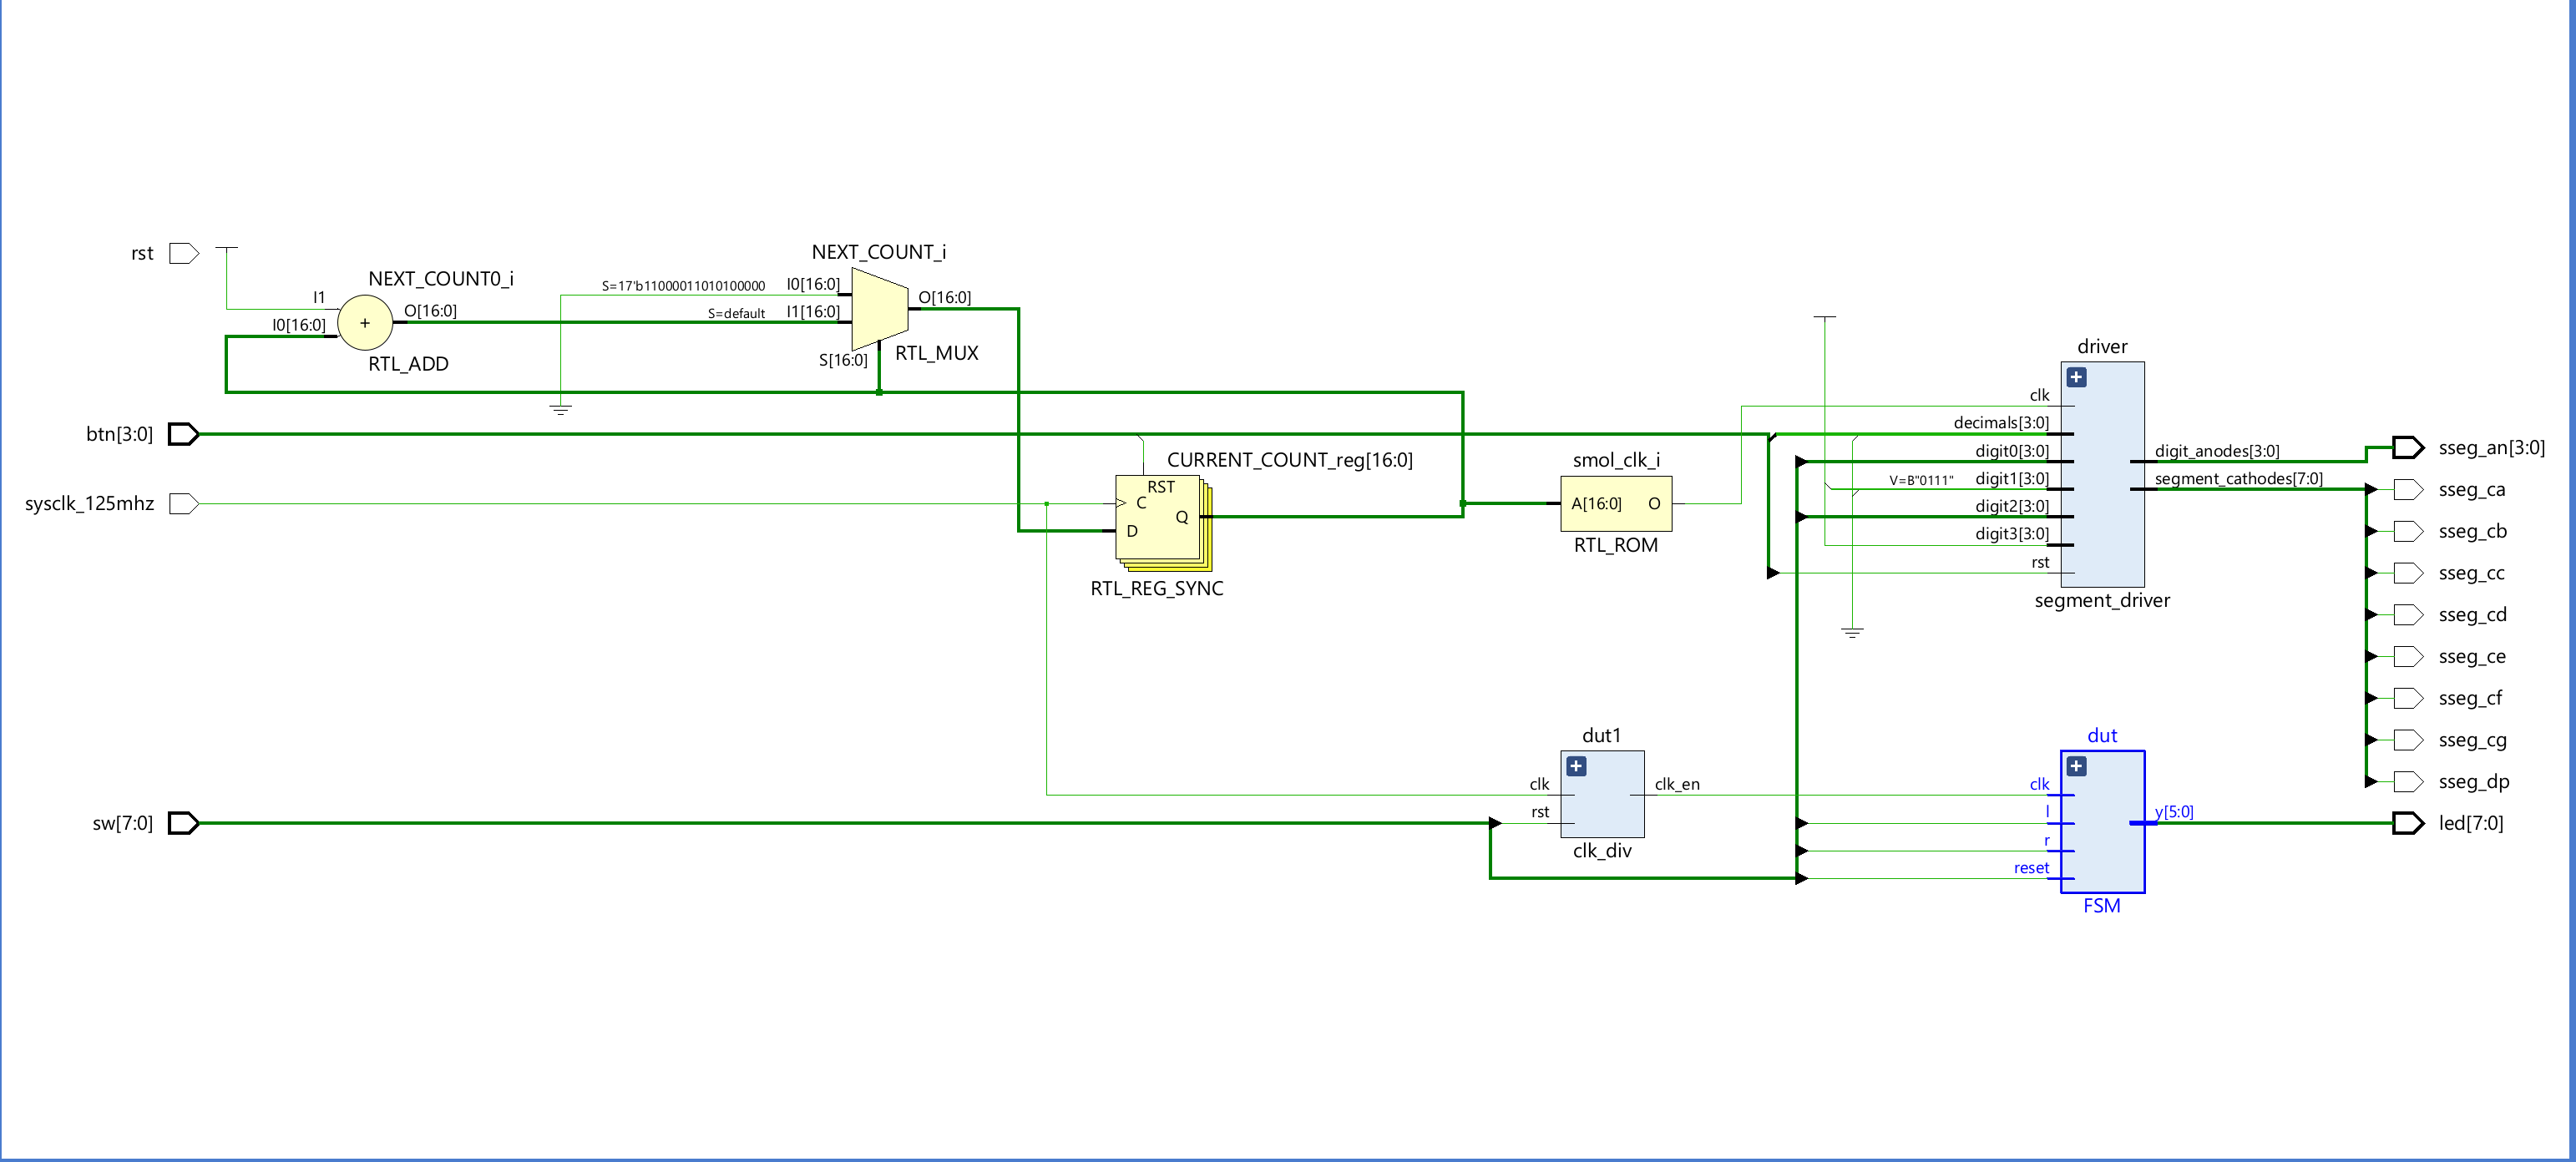 rst
NEXT_COUNT0_i
I1
I0[16:0]
+
O[16:0]
RTL_ADD
NEXT_COUNT_i
S=17'b11000011010100000
I0[16:0]
S=default
I1[16:0]
O[16:0]
S[16:0]
RTL_MUX
btn[3:0]
sysclk_125mhz
CURRENT_COUNT_reg[16:0]
RST
C
Q
D
RTL_REG_SYNC
smol_clk_i
A[16:0]
O
RTL_ROM
driver
clk
decimals[3:0]
digit0[3:0]
V=B"0111"
digit1[3:0]
digit2[3:0]
digit3[3:0]
rst
digit_anodes[3:0]
segment_cathodes[7:0]
segment_driver
sseg_an[3:0]
sseg_ca
sseg_cb
sseg_cc
sseg_cd
sseg_ce
sseg_cf
sseg_cg
sseg_dp
led[7:0]
sw[7:0]
dut1
clk
rst
clk_en
clk_div
dut
clk
l
r
reset
y[5:0]
FSM